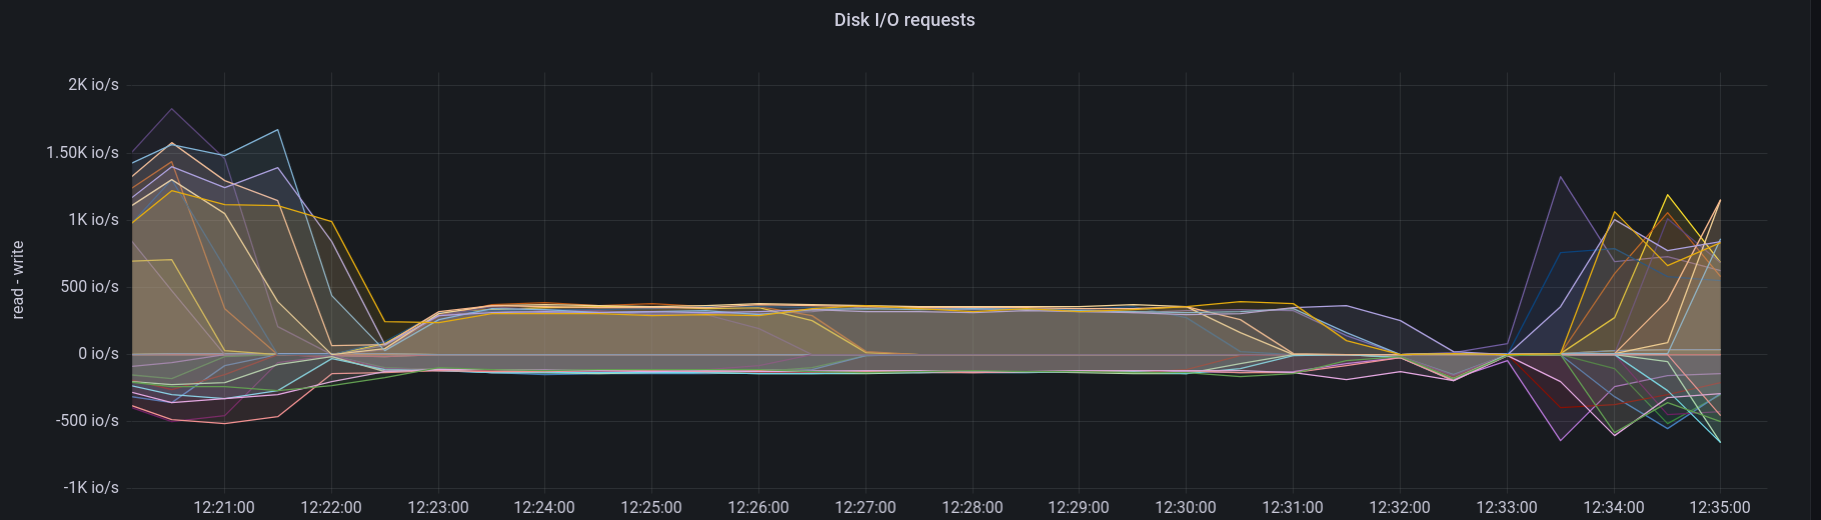 Disk I/O requests
2K io/s
1.50K io/s
1K io/s
500 io/s
0 io/s
-500 io/s
-1K io/s
read - write
12:21:00 12:22:00 12:23:00 12:24:00 12:25:00 12:26:00 12:27:00 12:28:00 12:29:00 12:30:00 12:31:00 12:32:00 12:33:00 12:34:00 12:35:00